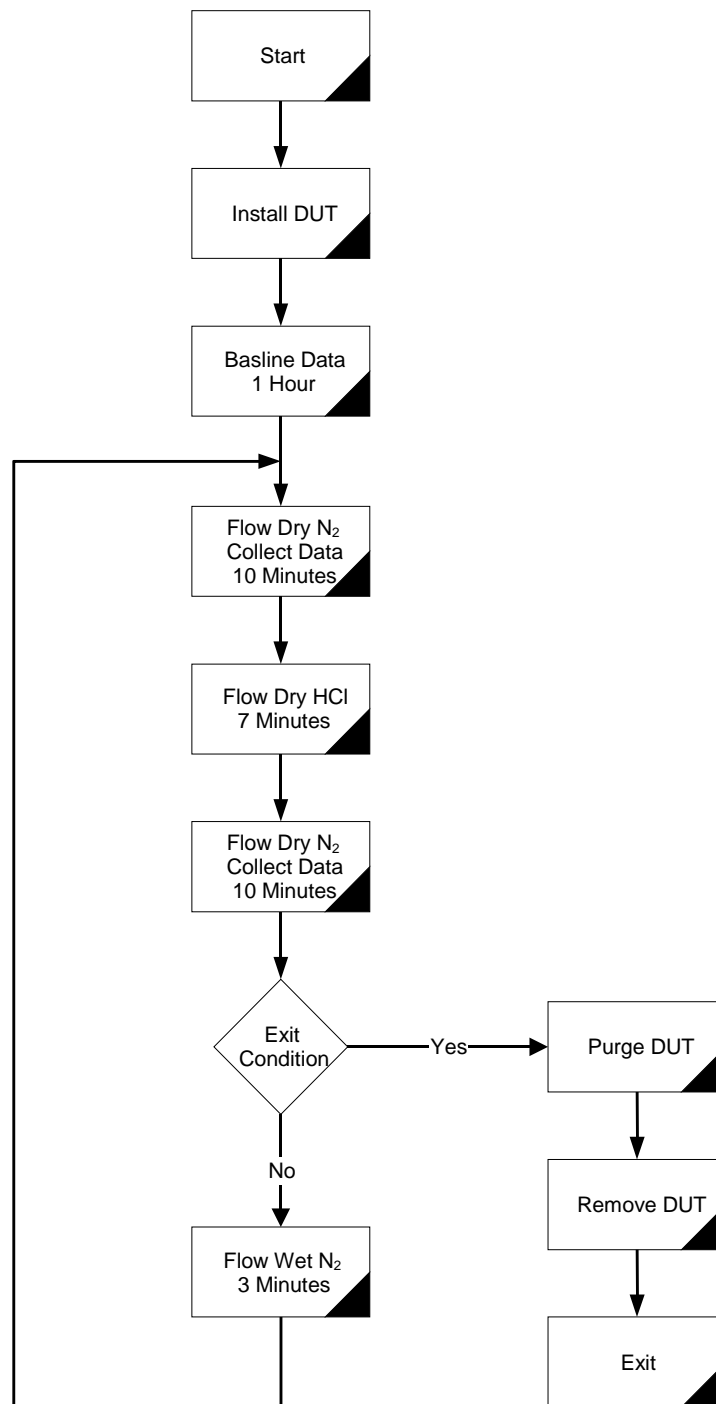 Start
Install DUT
Basline Data
1 Hour
Flow Dry N₂
Collect Data
10 Minutes
Flow Dry HCl
7 Minutes
Flow Dry N₂
Collect Data
10 Minutes
Exit
Condition
Yes
Purge DUT
No
Remove DUT
Flow Wet N₂
3 Minutes
Exit